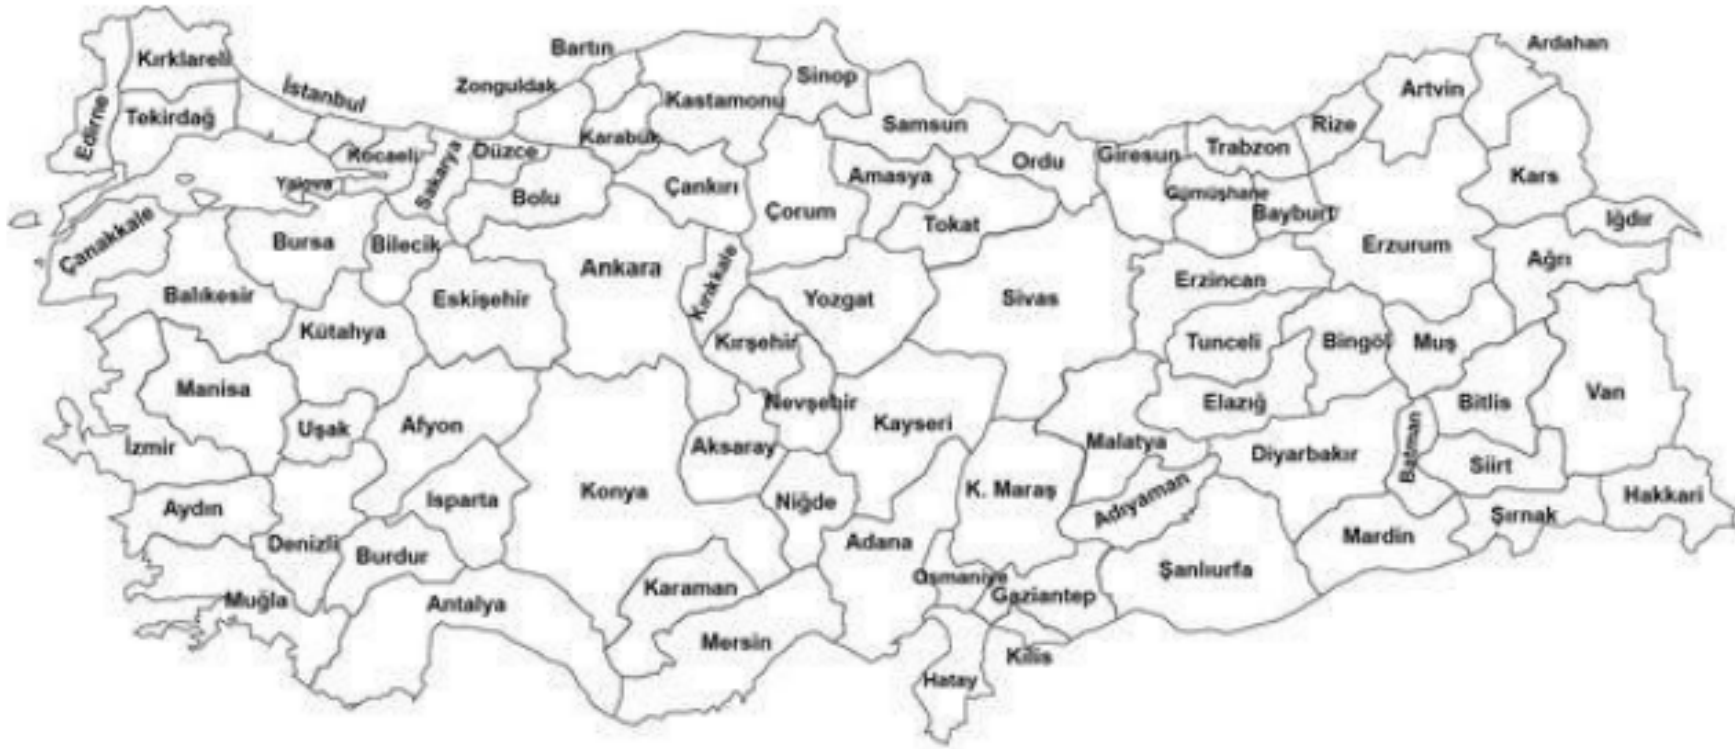 Kırklareli
Edirne
Tekirdağ
İstanbul
Kocaeli
Yalova
Sakarya
Düzce
Zonguldak
Bartın
Karabük
Kastamonu
Sinop
Samsun
Ordu
Giresun
Trabzon
Rize
Artvin
Ardahan
Çanakkale
Bursa
Bilecik
Bolu
Çankırı
Çorum
Amasya
Tokat
Gümüşhane
Bayburt
Erzurum
Kars
Iğdır
Ağrı
Balıkesir
Kütahya
Eskişehir
Ankara
Kırıkkale
Kırşehir
Yozgat
Sivas
Erzincan
Tunceli
Bingöl
Muş
Bitlis
Van
Manisa
İzmir
Uşak
Afyon
Konya
Aksaray
Nevşehir
Kayseri
Malatya
Elazığ
Diyarbakır
Batman
Siirt
Hakkari
Şırnak
Mardin
Aydın
Denizli
Isparta
Burdur
Muğla
Antalya
Karaman
Mersin
Niğde
Adana
K. Maraş
Adıyaman
Şanlıurfa
Osmaniye
Gaziantep
Kilis
Hatay